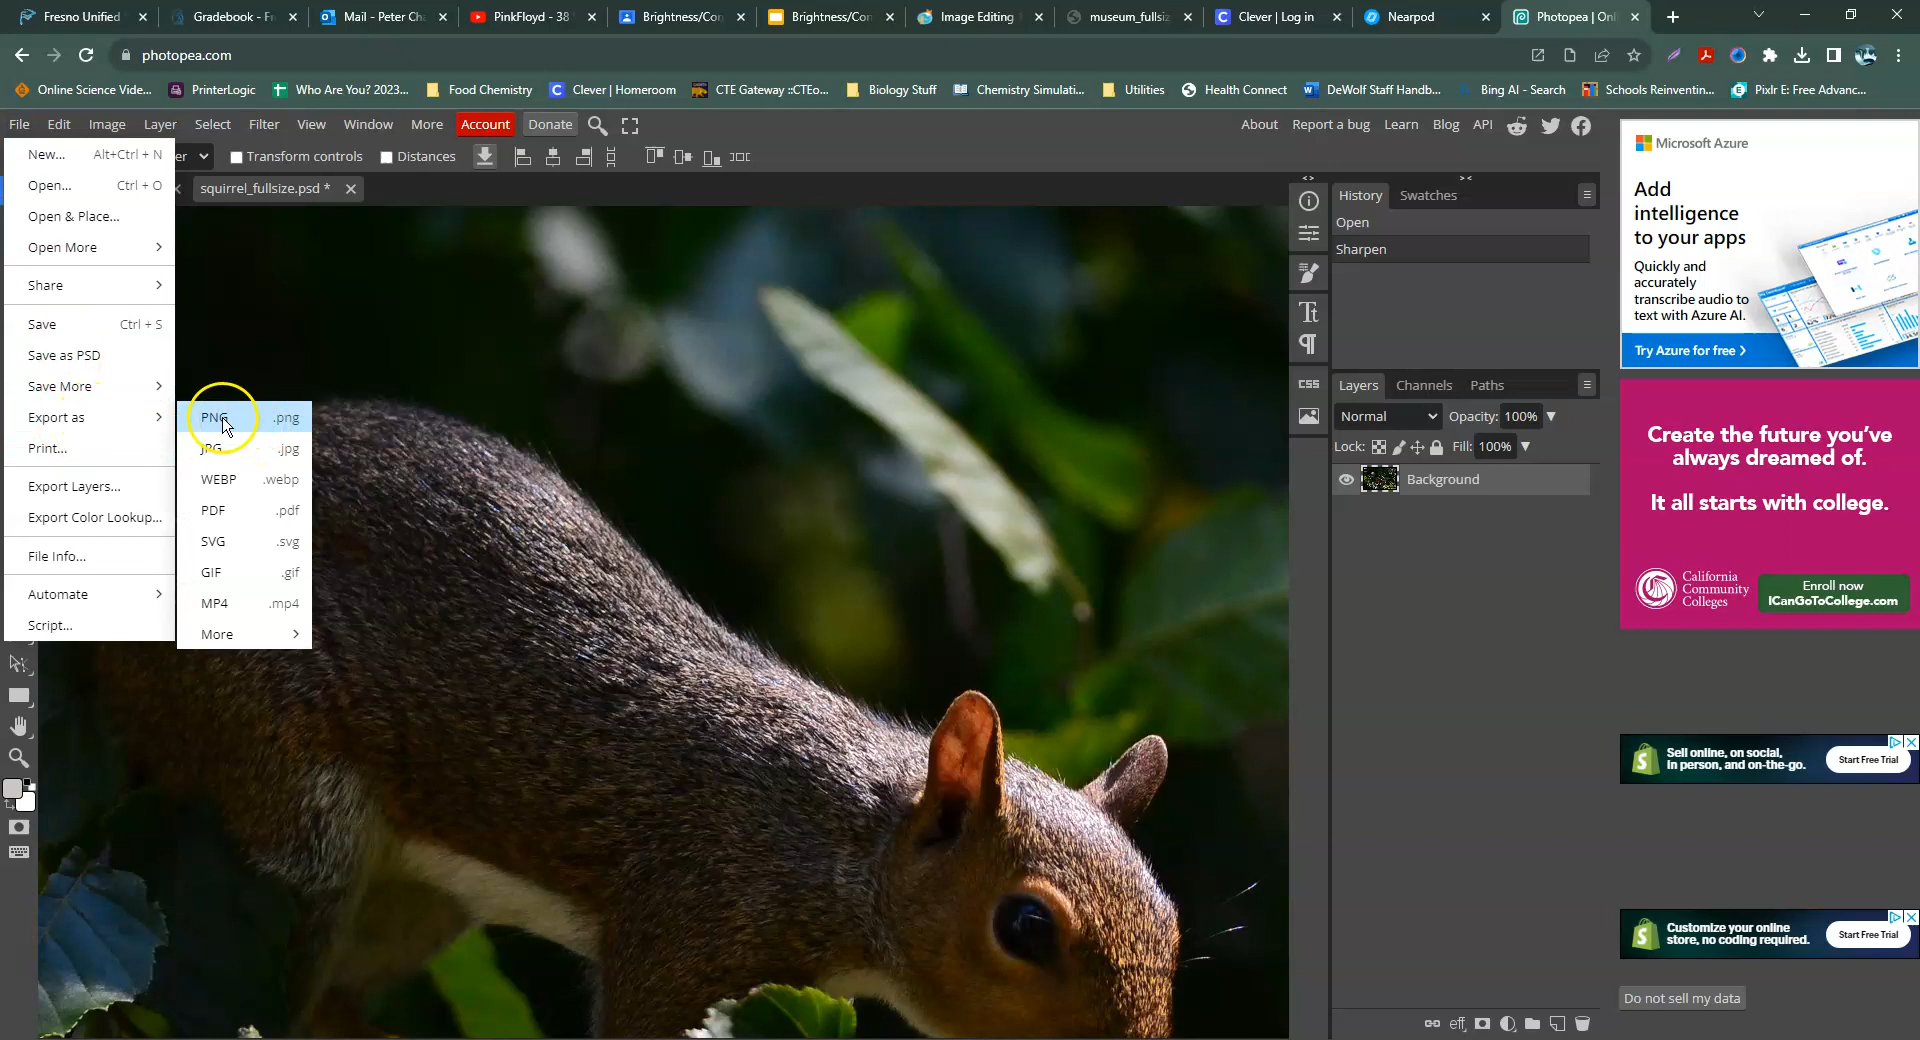 Fresno Unified
Gradebook - Fr
Mail - Peter Ch
PinkFloyd - 38
Brightness/Con
Brightness/Con
Image Editing
museum_fullsiz
Clever | Log in
Nearpod
Photopea | Onl
photopea.com
Online Science Vide...
PrinterLogic
Who Are You? 2023...
Food Chemistry
Clever | Homeroom
CTE Gateway ::CTEo...
Biology Stuff
Chemistry Simulati...
Utilities
Health Connect
DeWolf Staff Handb...
Bing AI - Search
Schools Reinventin...
Pixlr E: Free Advanc...
File Edit Image Layer Select Filter View Window More Account Donate
About Report a bug Learn Blog API
er Transform controls Distances
squirrel_fullsize.psd *
New... Alt+Ctrl + N
Open... Ctrl + O
Open & Place...
Open More
Share
Save Ctrl + S
Save as PSD
Save More
Export as
Print...
Export Layers...
Export Color Lookup...
File Info...
Automate
Script...
PNG .png
JPG .jpg
WEBP .webp
PDF .pdf
SVG .svg
GIF .gif
MP4 .mp4
More
History Swatches
Open
Sharpen
CSS
Layers Channels Paths
Normal Opacity: 100%
Lock: Fill: 100%
Background
eff
Microsoft Azure
Add
intelligence
to your apps
Quickly and
accurately
transcribe audio to
text with Azure AI.
Try Azure for free
Create the future you've
always dreamed of.
It all starts with college.
California
Community
Colleges
Enroll now
ICanGoToCollege.com
Sell online, on social,
in person, and on-the-go.
Start Free Trial
Customize your online
store, no coding required.
Start Free Trial
Do not sell my data